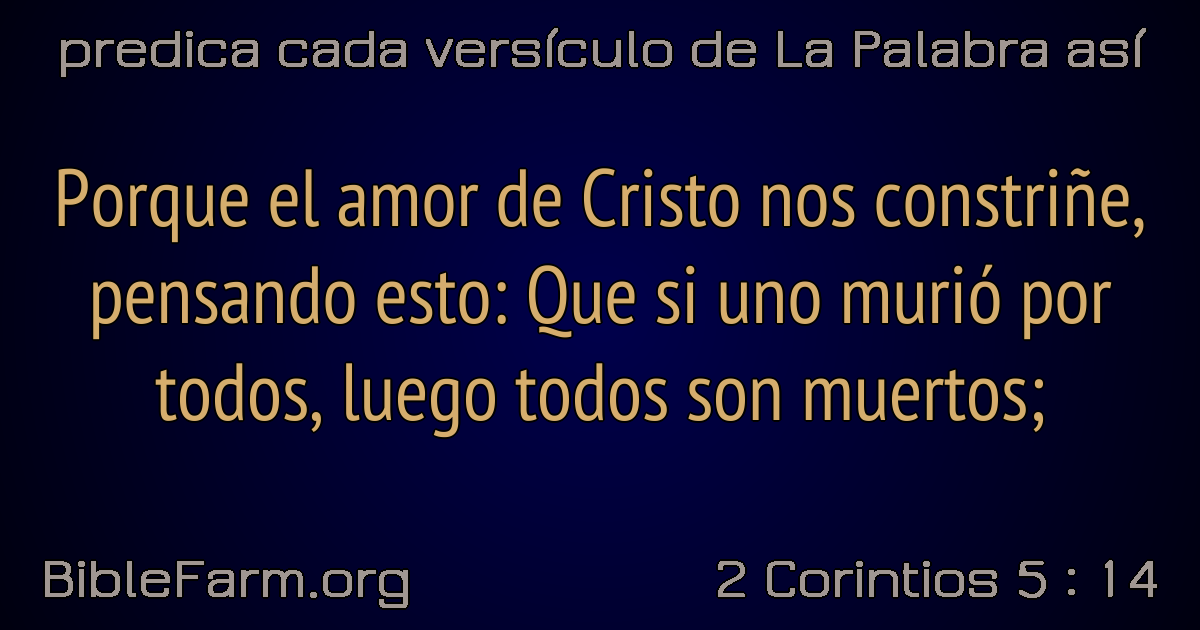 predica cada versículo de La Palabra así
Porque el amor de Cristo nos constriñe,
pensando esto: Que si uno murió por
todos, luego todos son muertos;
BibleFarm.org
2 Corintios 5 : 14